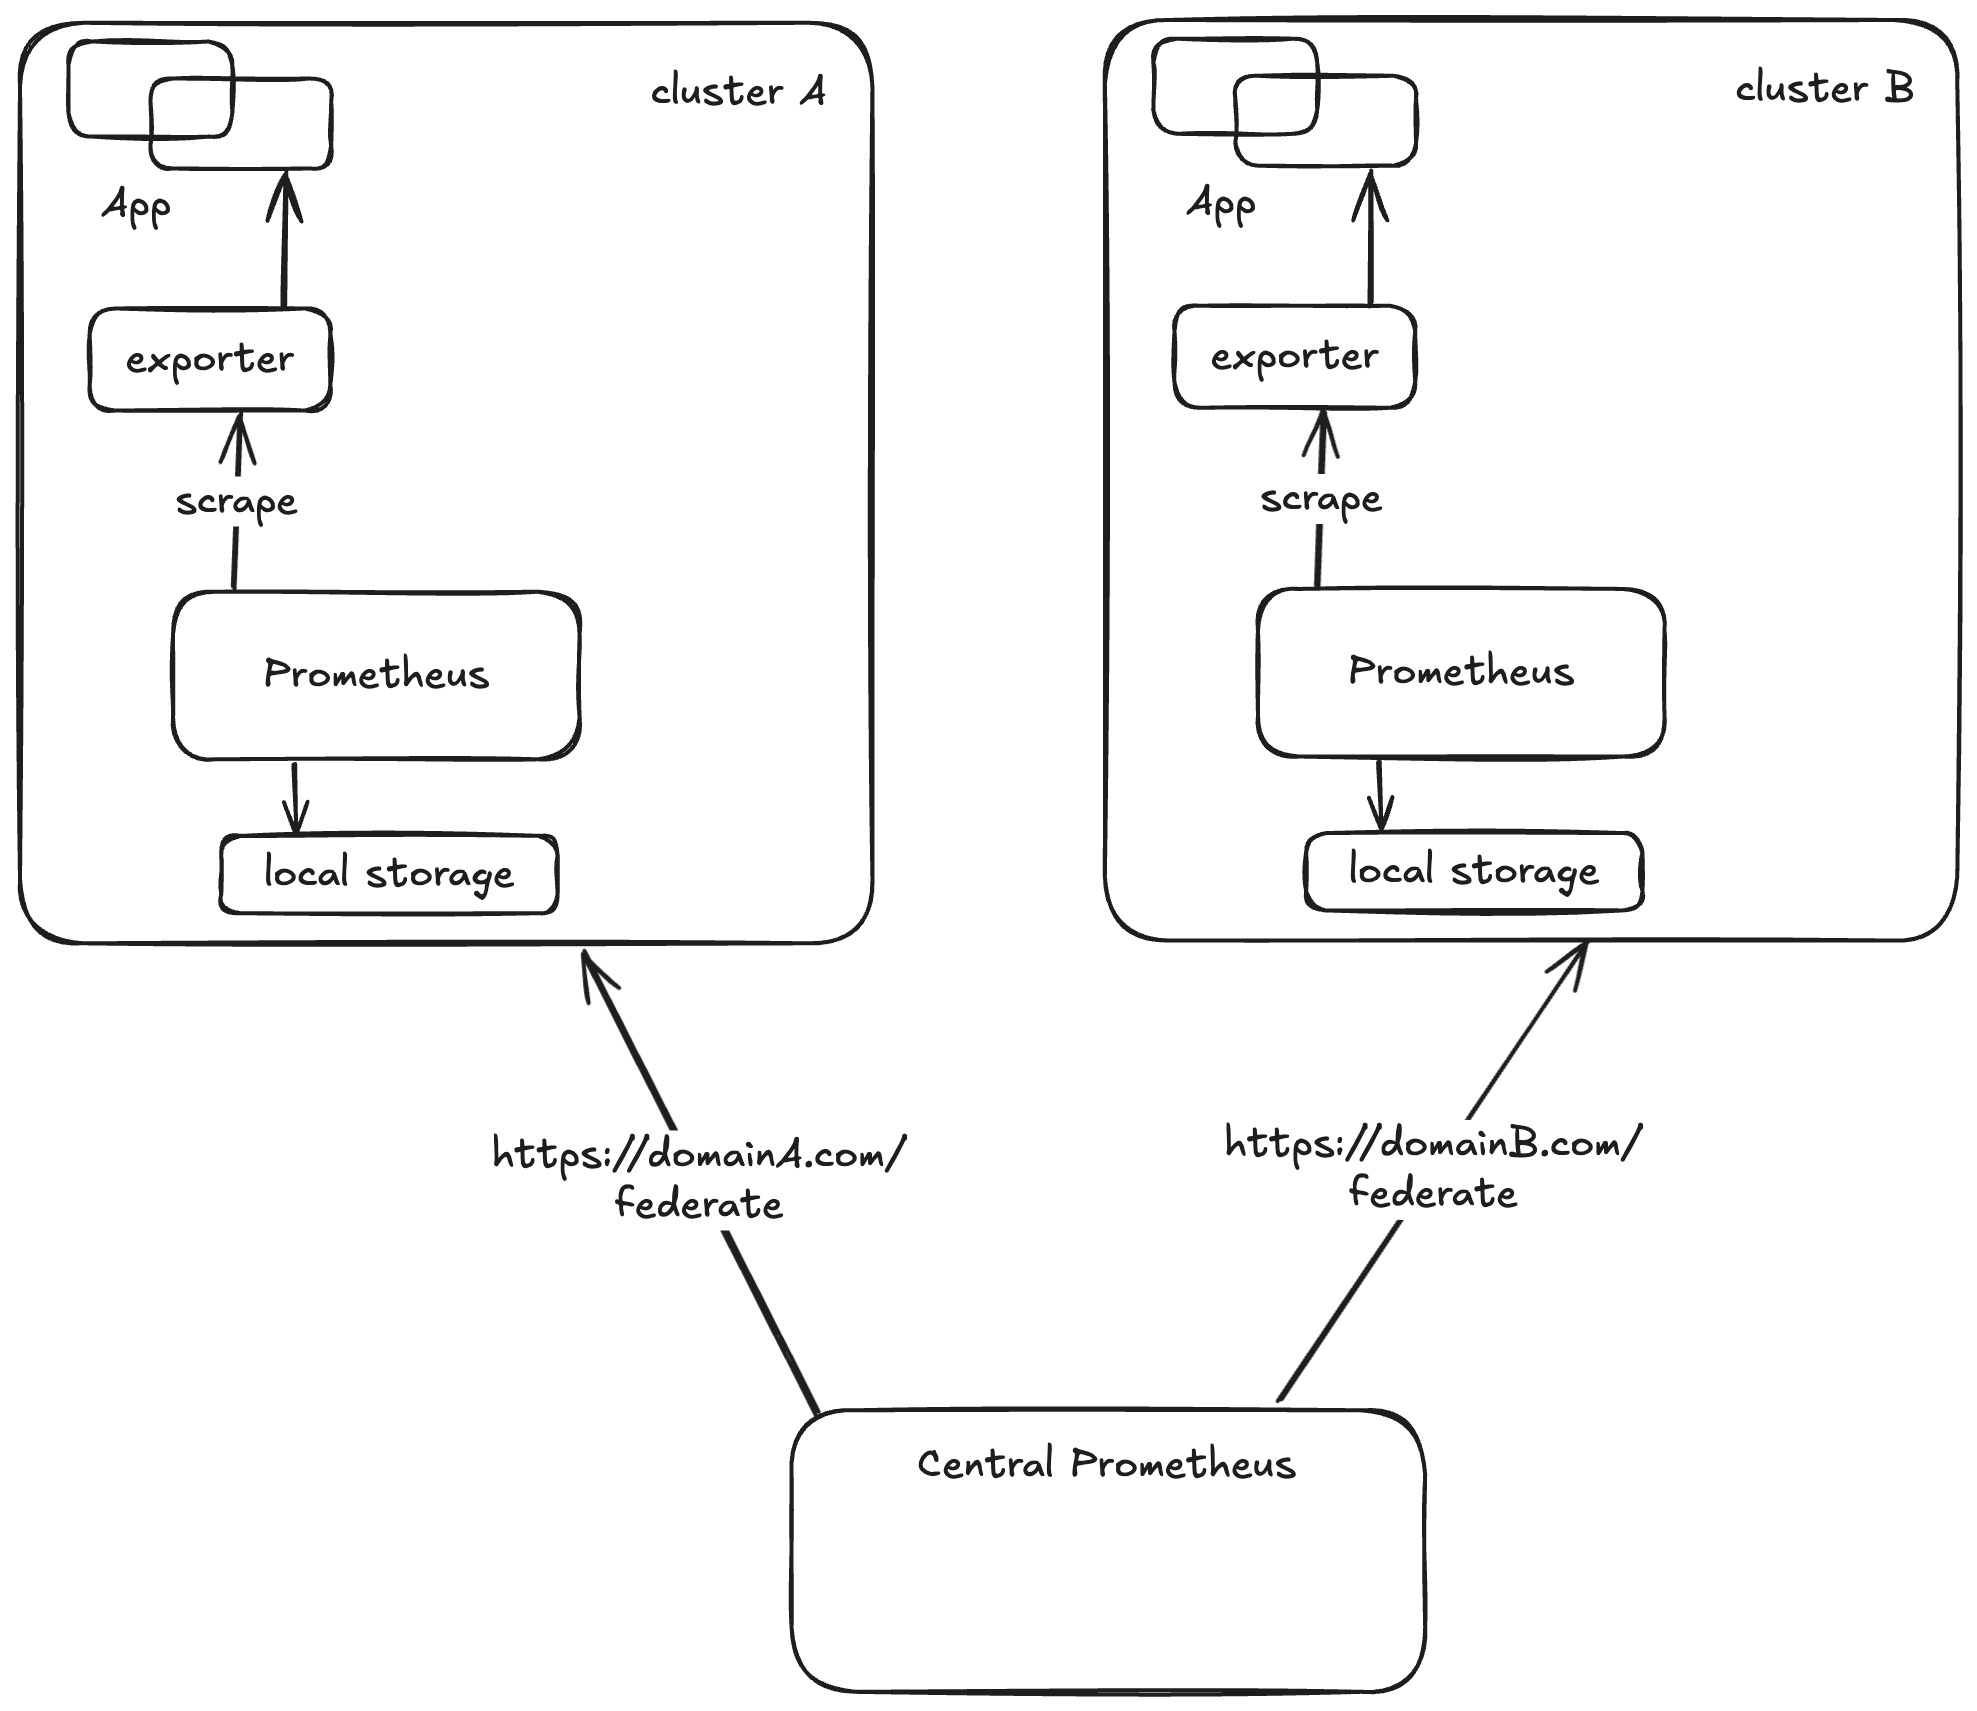 cluster A
App
exporter
scrape
Prometheus
local storage
cluster B
App
exporter
scrape
Prometheus
local storage
https://domainA.com/
federate
https://domainB.com/
federate
Central Prometheus